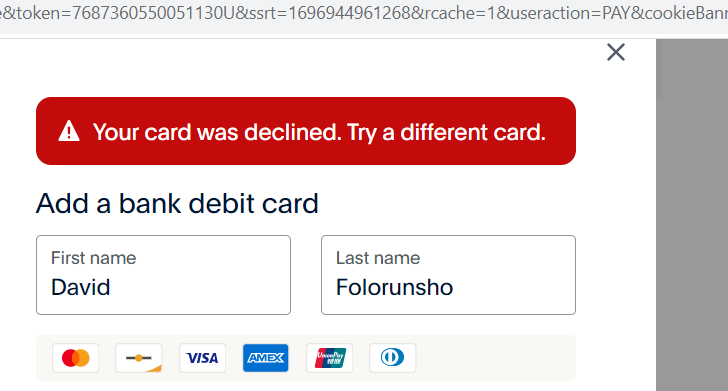 e&token=7687360550051130U&ssrt=1696944961268&rcache=1&useraction=PAY&cookieBann
Your card was declined. Try a different card.
Add a bank debit card
First name
Last name
David
Folorunsho
VISA
AMEX
UnionPay
银联